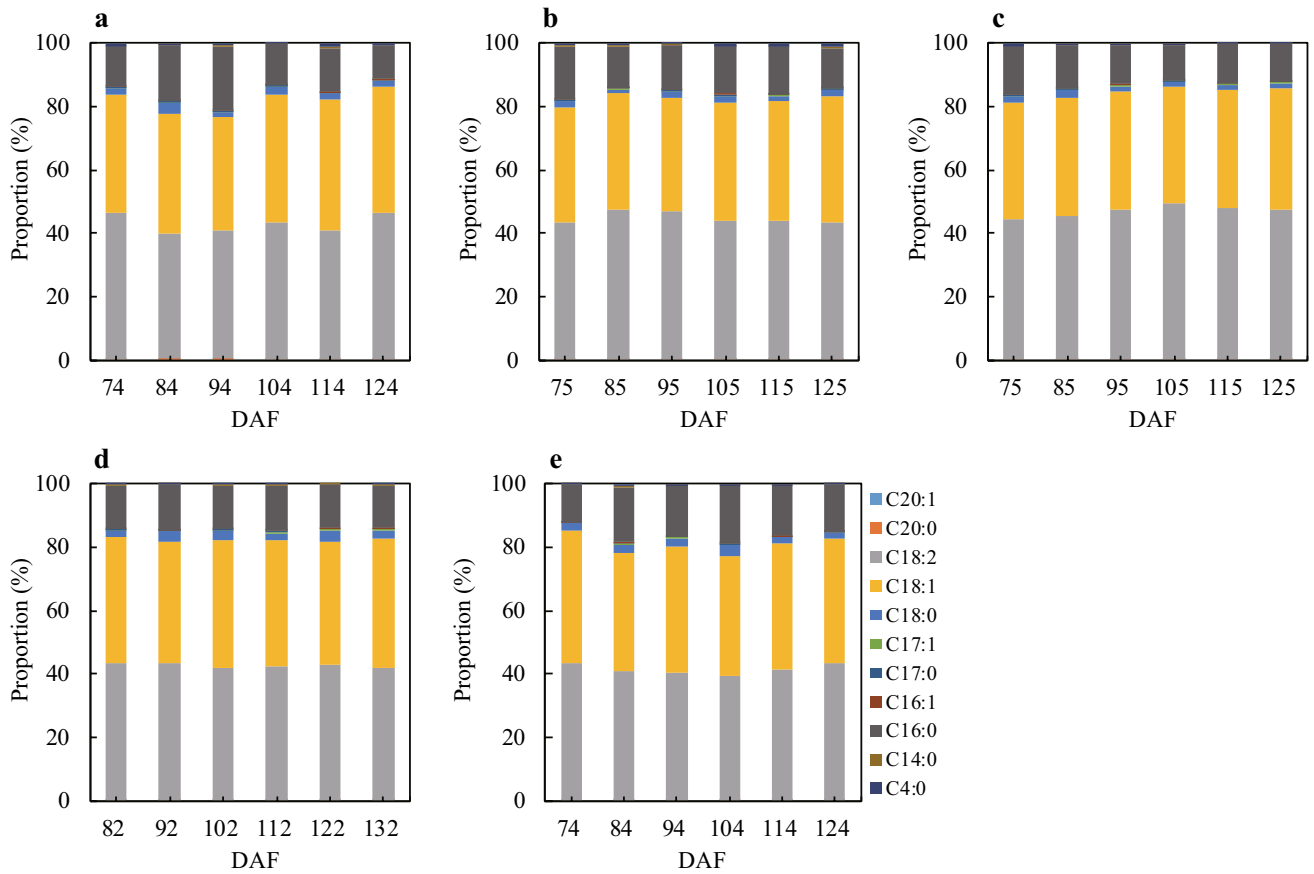 a
Proportion (%)
100
80
60
40
20
0
74 84 94 104 114 124
DAF
b
Proportion (%)
100
80
60
40
20
0
75 85 95 105 115 125
DAF
c
Proportion (%)
100
80
60
40
20
0
75 85 95 105 115 125
DAF
d
Proportion (%)
100
80
60
40
20
0
82 92 102 112 122 132
DAF
e
Proportion (%)
100
80
60
40
20
0
74 84 94 104 114 124
DAF
C20:1
C20:0
C18:2
C18:1
C18:0
C17:1
C17:0
C16:1
C16:0
C14:0
C4:0